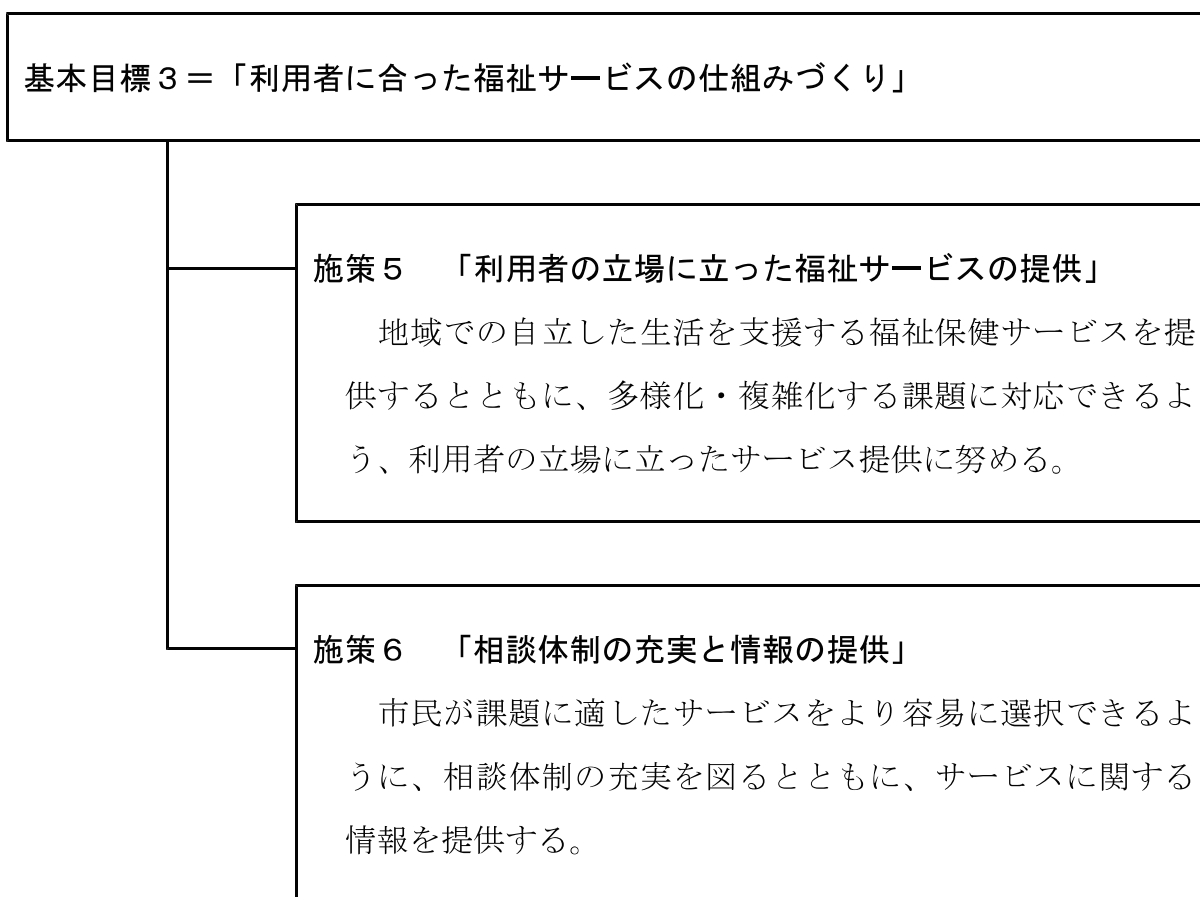 基本目標３＝「利用者に合った福祉サービスの仕組みづくり」
施策５　「利用者の立場に立った福祉サービスの提供」
地域での自立した生活を支援する福祉保健サービスを提
供するとともに、多様化・複雑化する課題に対応できるよ
う、利用者の立場に立ったサービス提供に努める。
施策６　「相談体制の充実と情報の提供」
市民が課題に適したサービスをより容易に選択できるよ
うに、相談体制の充実を図るとともに、サービスに関する
情報を提供する。